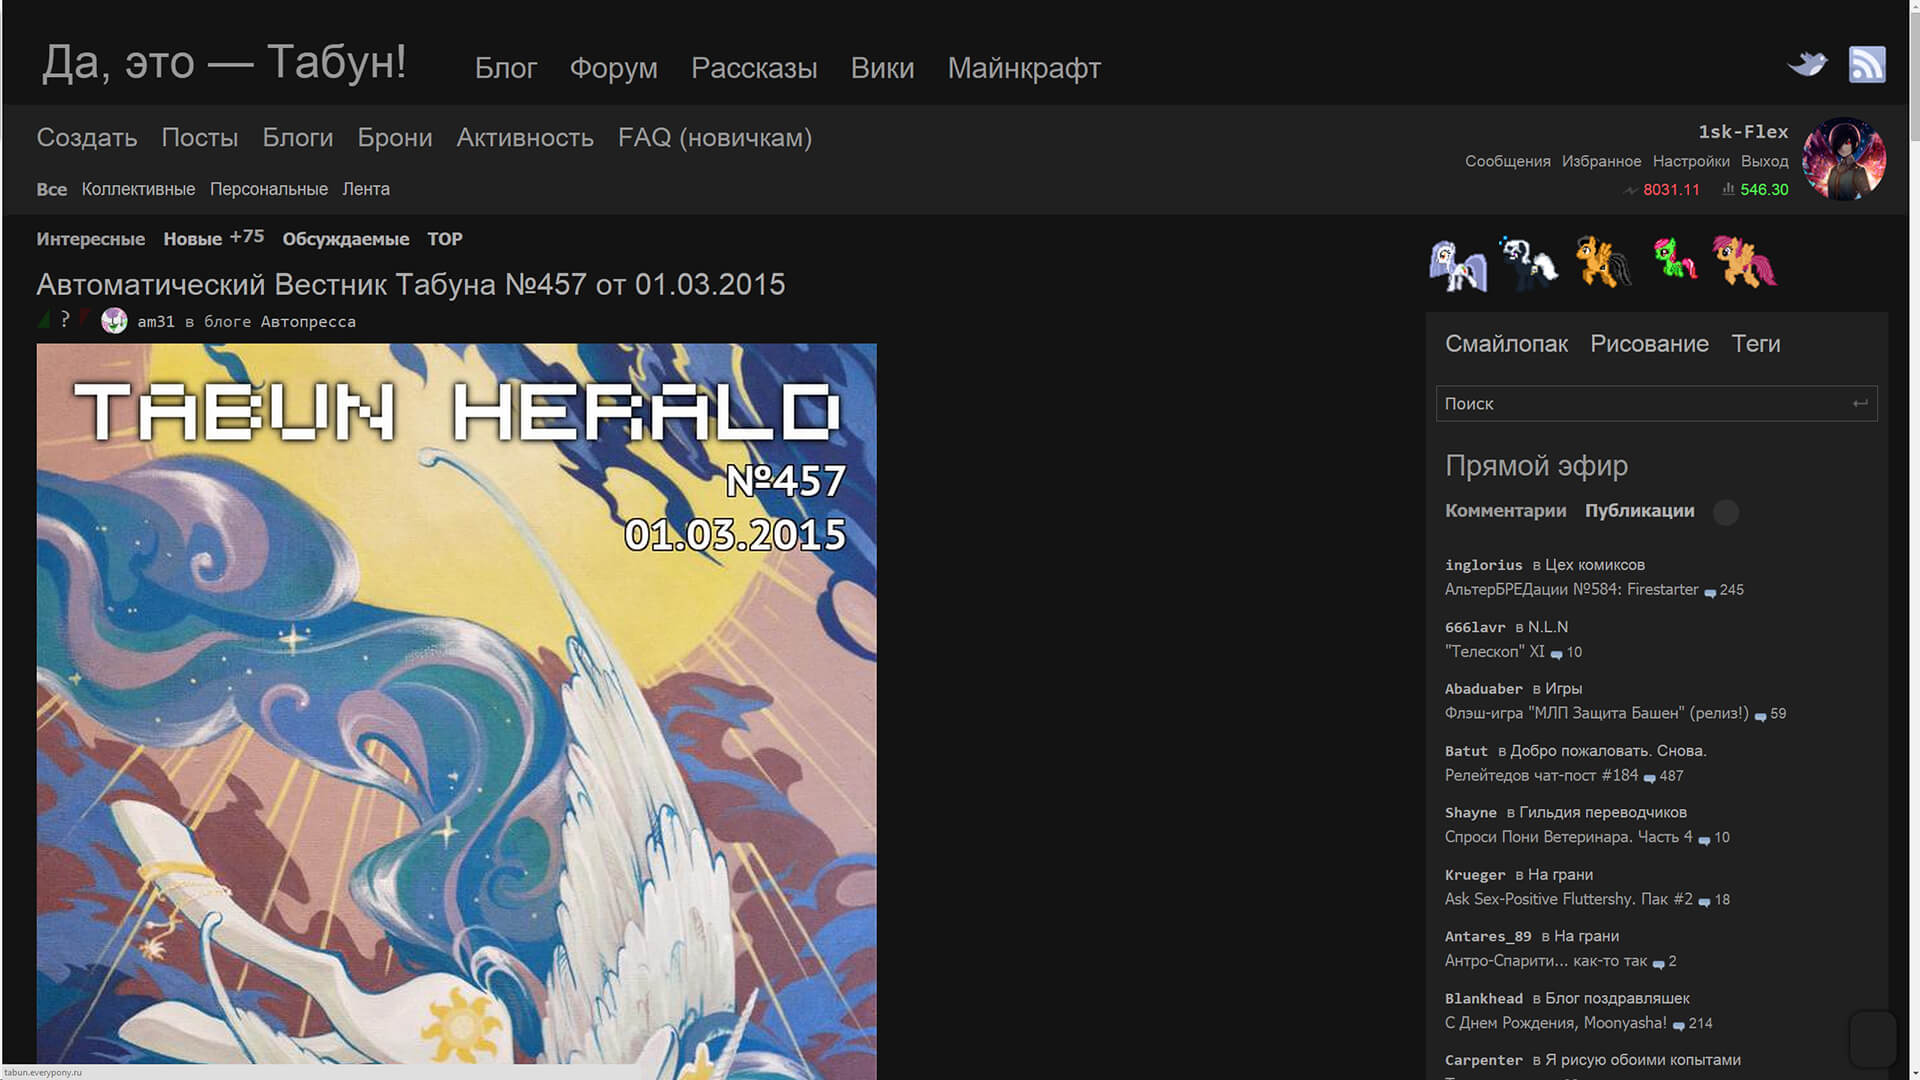 Да, это — Табун!
Блог Форум Рассказы Вики Майнкрафт
Создать Посты Блоги Брони Активность FAQ (новичкам)
Все Коллективные Персональные Лента
1sk-Flex
Сообщения Избранное Настройки Выход
8031.11 546.30
Интересные Новые +75 Обсуждаемые TOP
Автоматический Вестник Табуна №457 от 01.03.2015
? am31 в блоге Автопресса
TABUN HERALD
№457
01.03.2015
Смайлопак Рисование Теги
Поиск
Прямой эфир
Комментарии Публикации
inglorius в Цех комиксов
АльтерБРЕДации №584: Firestarter 245
666lavr в N.L.N
"Телескоп" XI 10
Abaduaber в Игры
Флэш-игра "МЛП Защита Башен" (релиз!) 59
Batut в Добро пожаловать. Снова.
Релейтедов чат-пост #184 487
Shayne в Гильдия переводчиков
Спроси Пони Ветеринара. Часть 4 10
Krueger в На грани
Ask Sex-Positive Fluttershy. Пак #2 18
Antares_89 в На грани
Антро-Спарити... как-то так 2
Blankhead в Блог поздравляшек
С Днем Рождения, Moonyasha! 214
Carpenter в Я рисую обоими копытами
tabun.everypony.ru